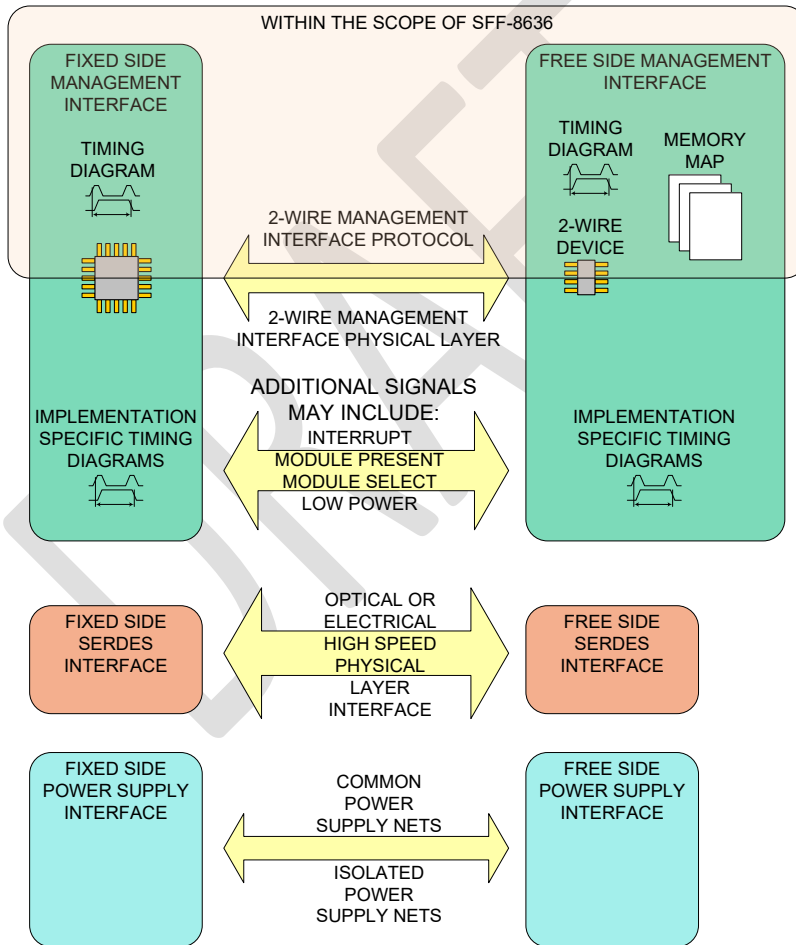 WITHIN THE SCOPE OF SFF-8636
FIXED SIDE
MANAGEMENT
INTERFACE
FREE SIDE MANAGEMENT
INTERFACE
TIMING
DIAGRAM
TIMING
DIAGRAM
MEMORY
MAP
2-WIRE MANAGEMENT
INTERFACE PROTOCOL
2-WIRE
DEVICE
2-WIRE MANAGEMENT
INTERFACE PHYSICAL LAYER
ADDITIONAL SIGNALS
MAY INCLUDE:
INTERRUPT
MODULE PRESENT
MODULE SELECT
LOW POWER
IMPLEMENTATION
SPECIFIC TIMING
DIAGRAMS
IMPLEMENTATION
SPECIFIC TIMING
DIAGRAMS
FIXED SIDE
SERDES
INTERFACE
OPTICAL OR
ELECTRICAL
HIGH SPEED
PHYSICAL
LAYER
INTERFACE
FREE SIDE
SERDES
INTERFACE
FIXED SIDE
POWER SUPPLY
INTERFACE
COMMON
POWER
SUPPLY NETS
ISOLATED
POWER
SUPPLY NETS
FREE SIDE
POWER SUPPLY
INTERFACE
DRAFT